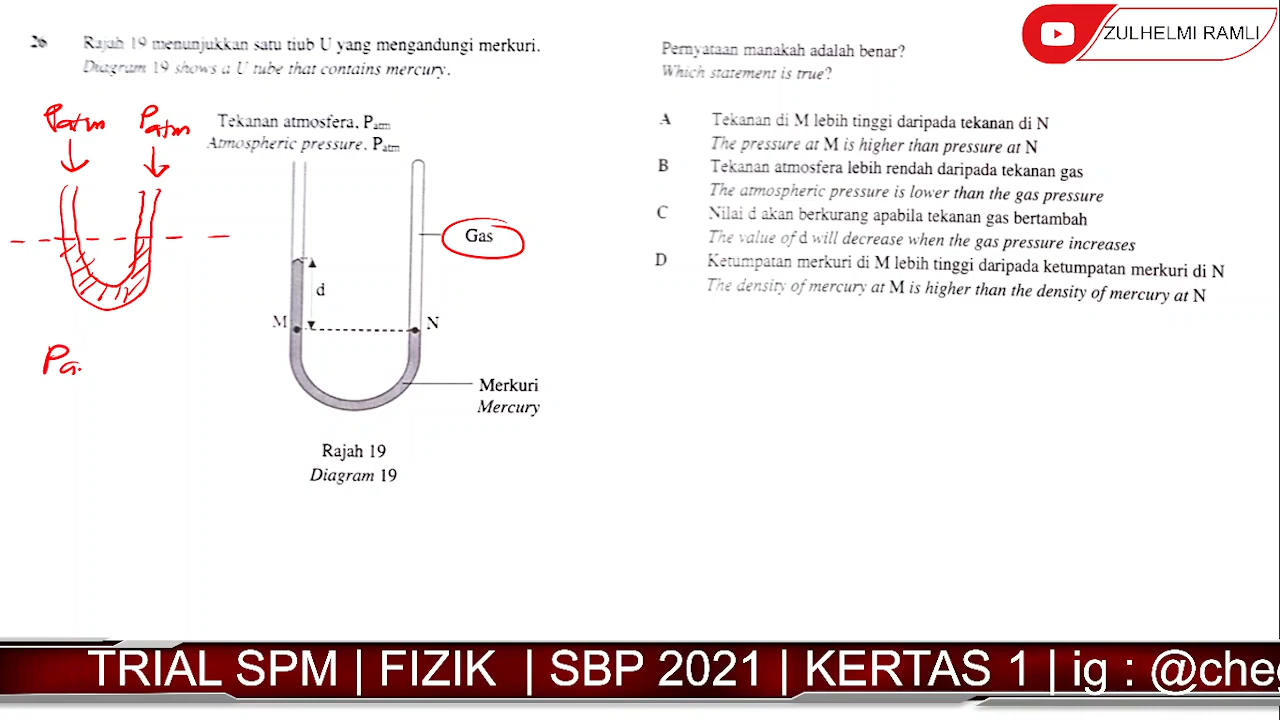 ZULHELMI RAMLI
26 Rajah 19 menunjukkan satu tiub U yang mengandungi merkuri.
Diagram 19 shows a U tube that contains mercury.
Patm Patm
Tekanan atmosfera, Patm
Atmospheric pressure, Patm
Gas
d
M N
Pa.
Merkuri
Mercury
Rajah 19
Diagram 19
Pernyataan manakah adalah benar?
Which statement is true?
A Tekanan di M lebih tinggi daripada tekanan di N
The pressure at M is higher than pressure at N
B Tekanan atmosfera lebih rendah daripada tekanan gas
The atmospheric pressure is lower than the gas pressure
C Nilai d akan berkurang apabila tekanan gas bertambah
The value of d will decrease when the gas pressure increases
D Ketumpatan merkuri di M lebih tinggi daripada ketumpatan merkuri di N
The density of mercury at M is higher than the density of mercury at N
TRIAL SPM | FIZIK | SBP 2021 | KERTAS 1 | ig : @che